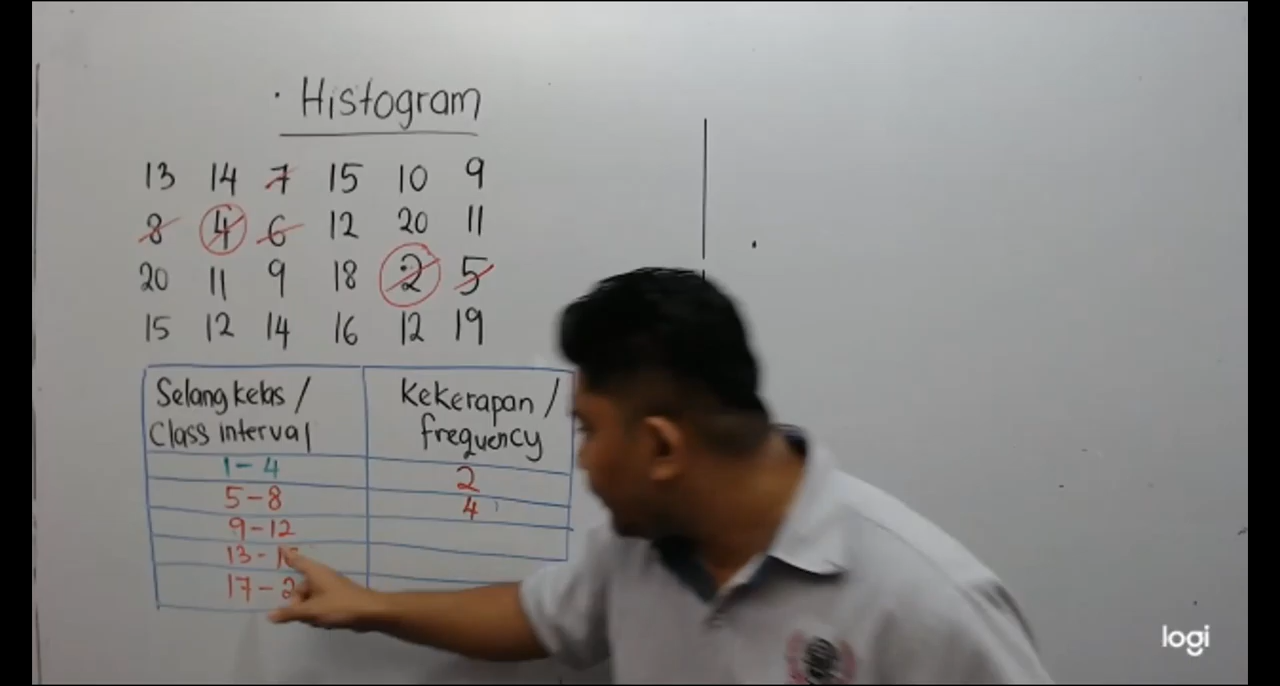 Histogram
13 14 7 15 10 9
8 4 6 12 20 11
20 11 9 18 2 5
15 12 14 16 12 19
Selang kelas / Kekerapan /
Class interval frequency
1-4 2
5-8 4
9-12
13-
17-
logi